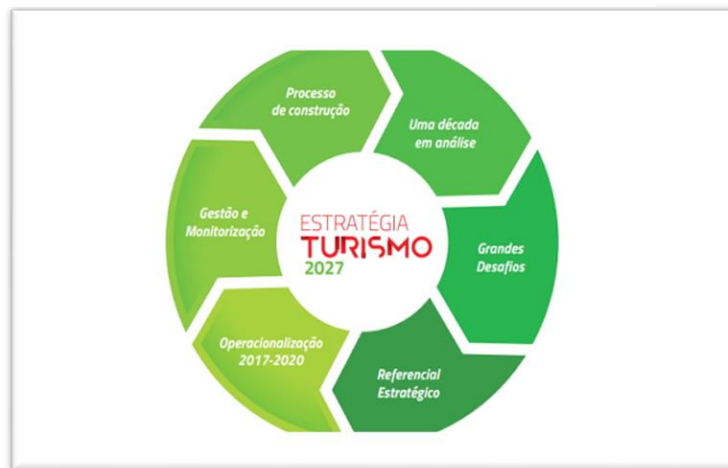 Processo
de construção
Uma década
em análise
Grandes
Desafios
Referencial
Estratégico
Operacionalização
2017-2020
Gestão e
Monitorização
ESTRATÉGIA
TURISMO
2027